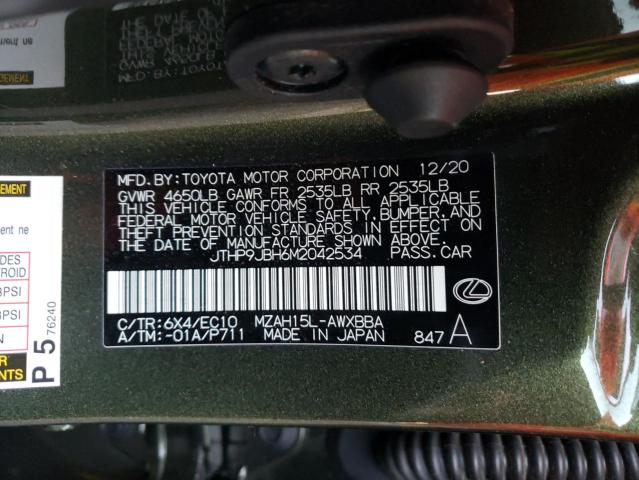 MFD.BY:TOYOTA MOTOR CORPORATION 12/20
GVWR 4650LB GAWR FR 2535LB RR 2535LB
THIS VEHICLE CONFORMS TO ALL APPLICABLE
FEDERAL MOTOR VEHICLE SAFETY, BUMPER, AND
THEFT PREVENTION STANDARDS IN EFFECT ON
THE DATE OF MANUFACTURE SHOWN ABOVE.
JTHP9JBH6M2042534 PASS.CAR
C/TR:6X4/EC10 MZAH15L-AWXBBA
A/TM:-01A/P711 MADE IN JAPAN 847 A
P 5 76240
PSI
PSI